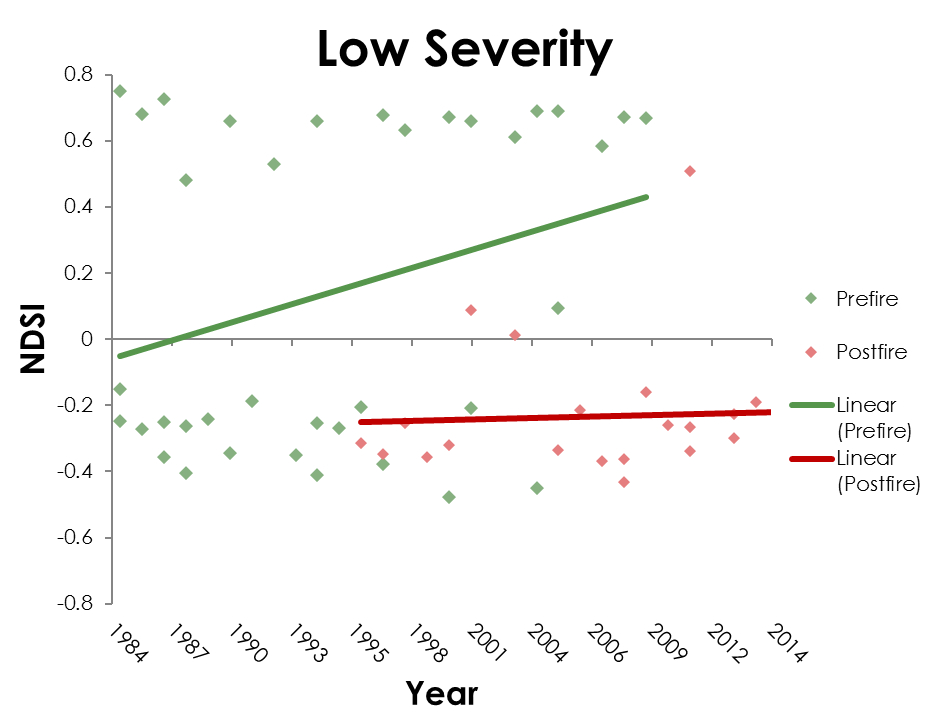 Low Severity
0.8
0.6
0.4
0.2
0
-0.2
-0.4
-0.6
-0.8
NDSI
1984
1987
1990
1993
1995
1998
2001
2004
2006
2009
2012
2014
Year
Prefire
Postfire
Linear
(Prefire)
Linear
(Postfire)